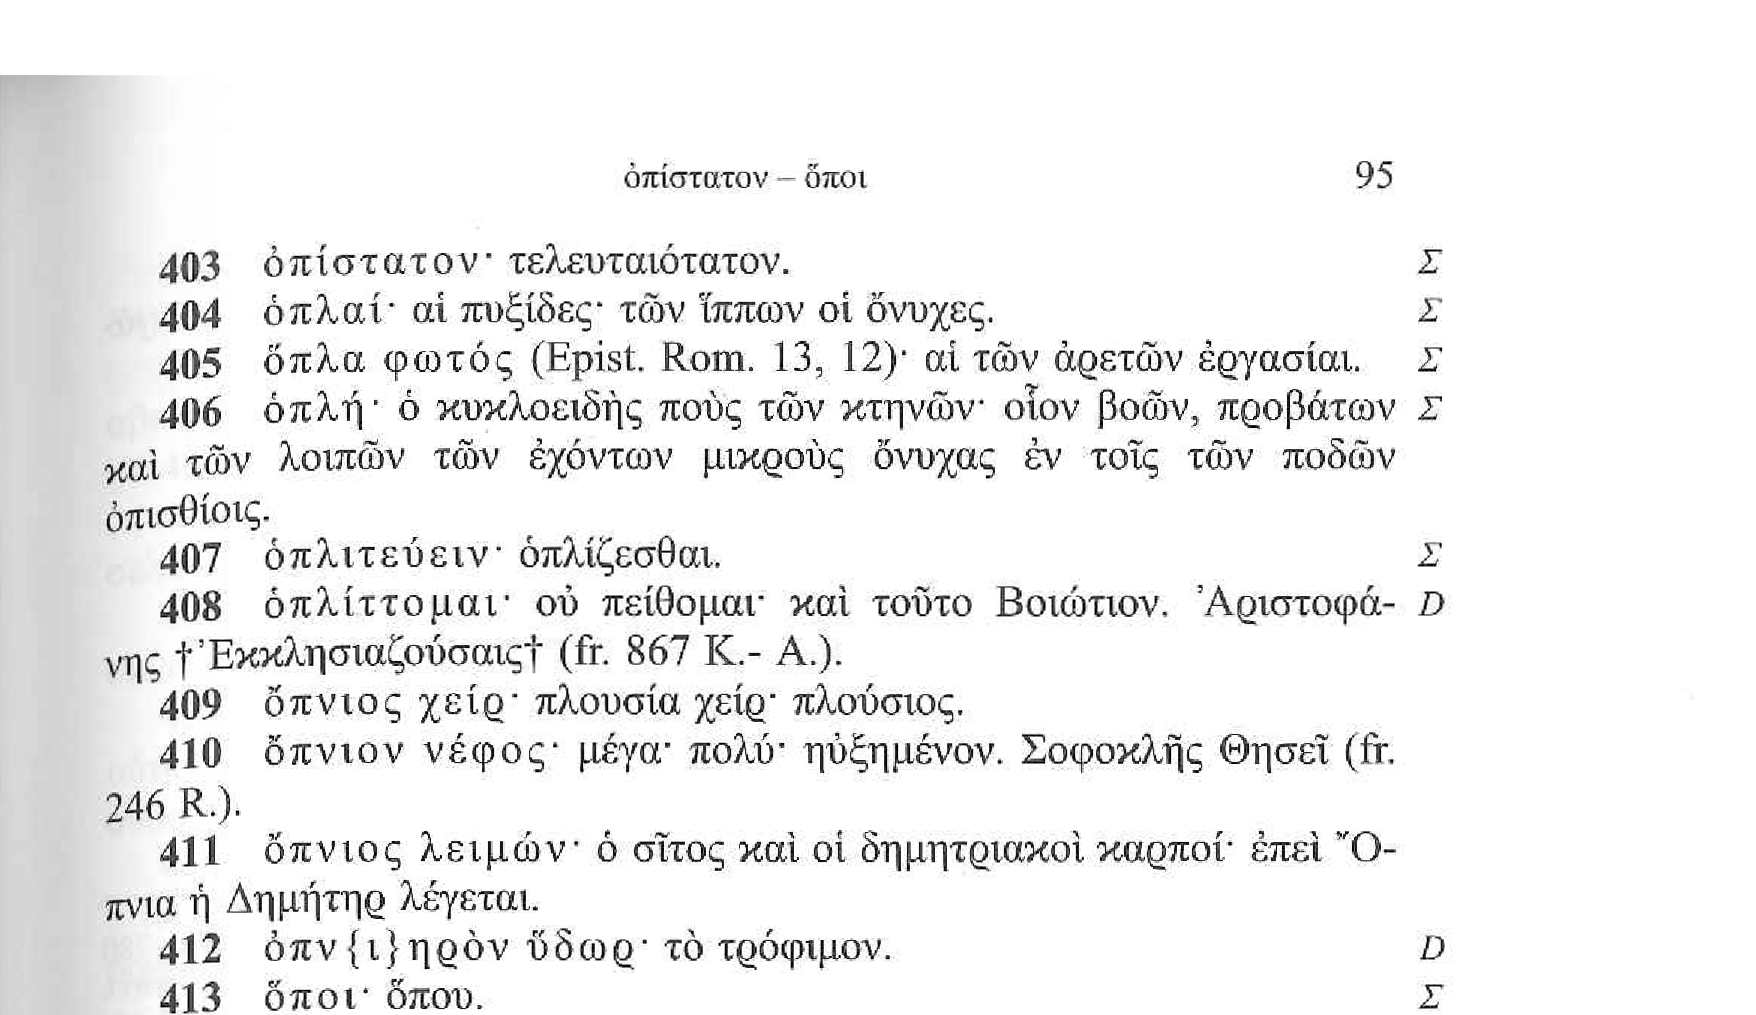 ὀπίστατον – ὅποι 95
403 ὀπίστατον· τελευταιότατον. Σ
404 ὁπλαί· αἱ πυξίδες· τῶν ἵππων οἱ ὄνυχες. Σ
405 ὅπλα φωτός (Epist. Rom. 13, 12)· αἱ τῶν ἀρετῶν ἐργασίαι. Σ
406 ὁπλή· ὁ κυκλοειδὴς ποὺς τῶν κτηνῶν· οἷον βοῶν, προβάτων Σ
καὶ τῶν λοιπῶν τῶν ἐχόντων μικροὺς ὄνυχας ἐν τοῖς τῶν ποδῶν
ὀπισθίοις.
407 ὁπλιτεύειν· ὁπλίζεσθαι. Σ
408 ὁπλίττομαι· οὐ πείθομαι· καὶ τοῦτο Βοιώτιον. Ἀριστοφά- D
νης †Ἐκκλησιαζούσαις† (fr. 867 K.- A.).
409 ὄπνιος χείρ· πλουσία χείρ· πλούσιος.
410 ὄπνιον νέφος· μέγα· πολύ· ηὐξημένον. Σοφοκλῆς Θησεῖ (fr.
246 R.).
411 ὄπνιος λειμών· ὁ σῖτος καὶ οἱ δημητριακοὶ καρποί· ἐπεὶ Ὄ-
πνια ἡ Δημήτηρ λέγεται.
412 ὀπν{ι}ηρὸν ὕδωρ· τὸ τρόφιμον. D
413 ὅποι· ὅπου. Σ